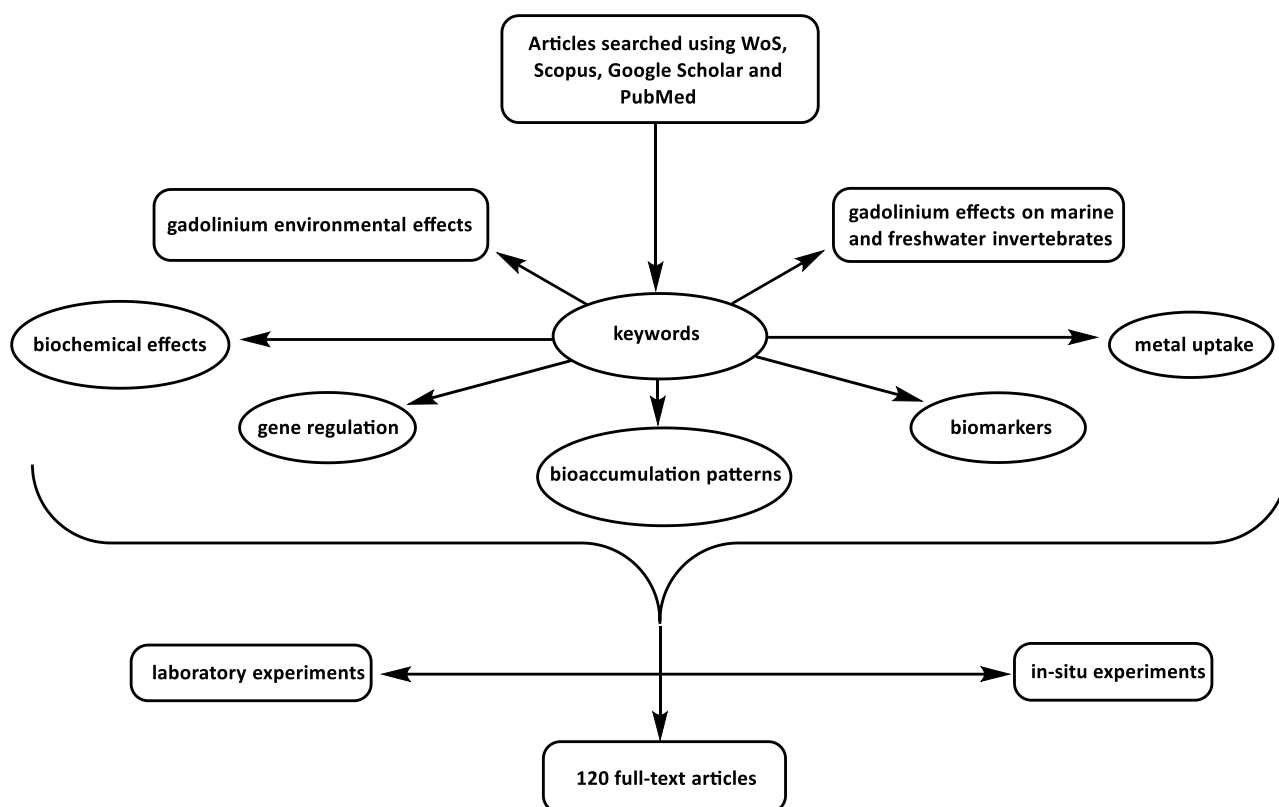 Articles searched using WoS,
Scopus, Google Scholar and
PubMed
gadolinium environmental effects
gadolinium effects on marine
and freshwater invertebrates
keywords
biochemical effects
metal uptake
gene regulation
biomarkers
bioaccumulation patterns
laboratory experiments
in-situ experiments
120 full-text articles